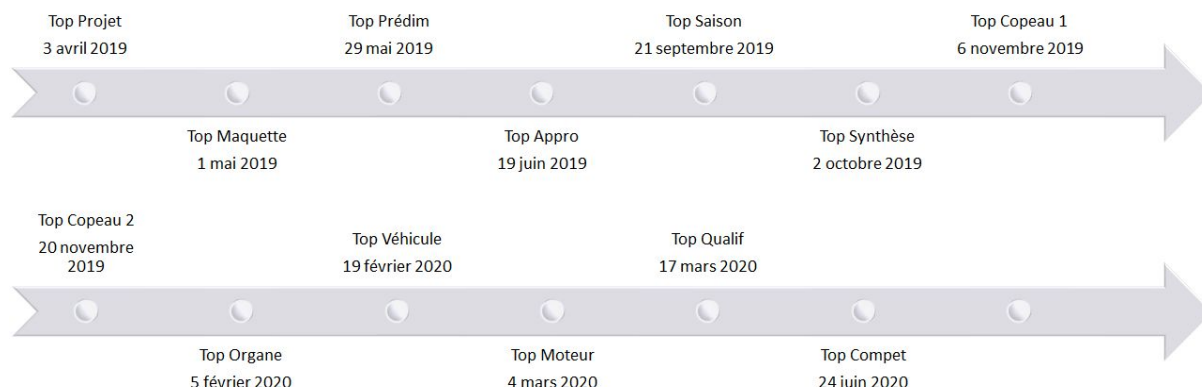 Top Projet
3 avril 2019
Top Maquette
1 mai 2019
Top Prédim
29 mai 2019
Top Appro
19 juin 2019
Top Saison
21 septembre 2019
Top Synthèse
2 octobre 2019
Top Copeau 1
6 novembre 2019
Top Copeau 2
20 novembre
2019
Top Organe
5 février 2020
Top Véhicule
19 février 2020
Top Moteur
4 mars 2020
Top Qualif
17 mars 2020
Top Compet
24 juin 2020